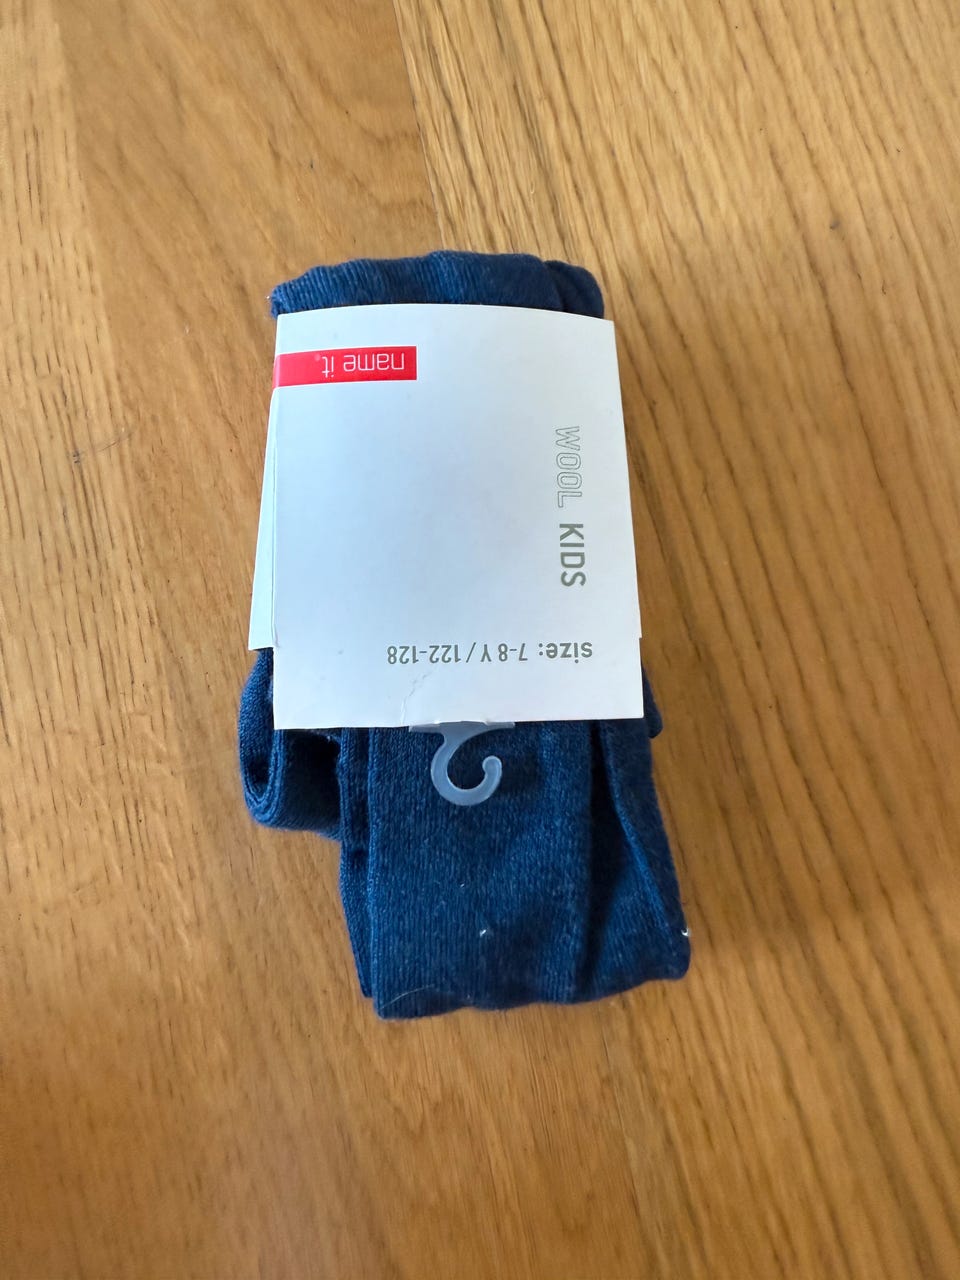 size: 7-8 Y / 122-128
WOOL KIDS
name it.